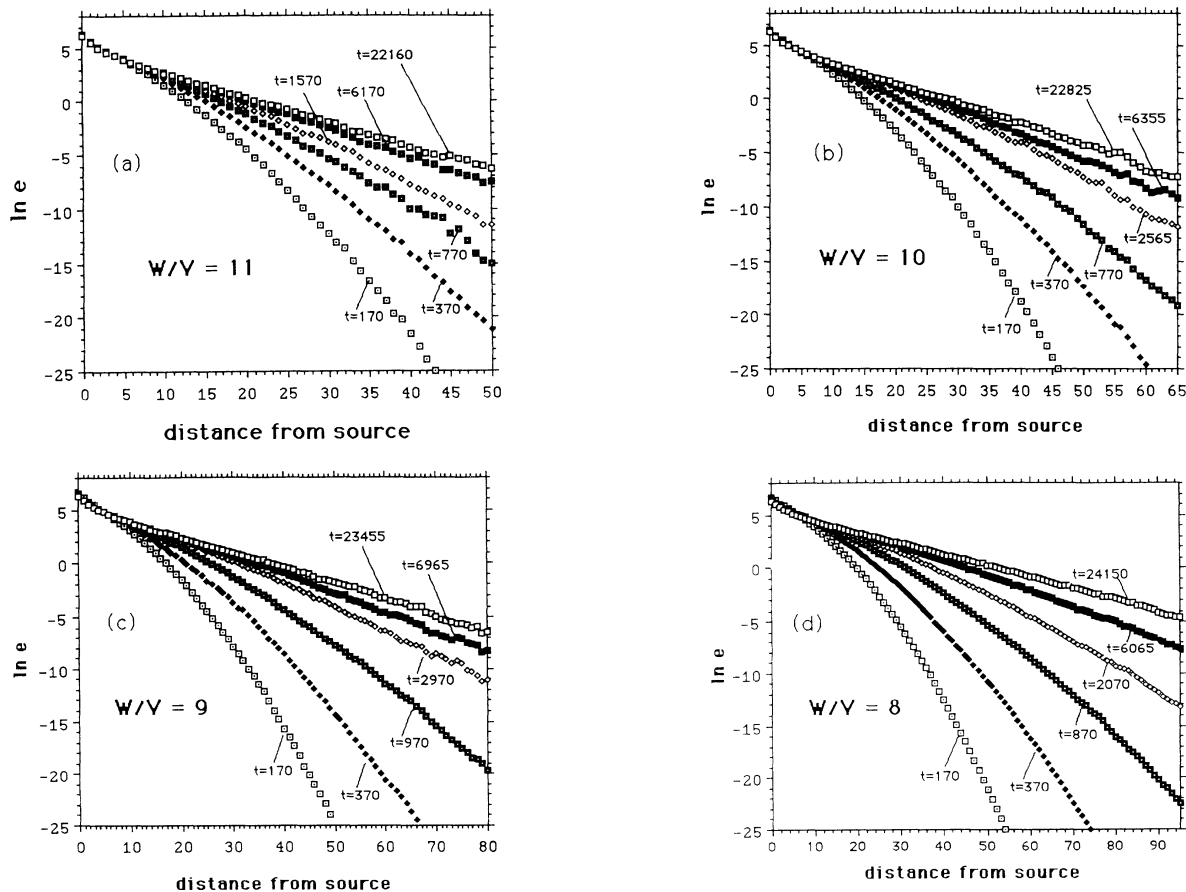 5
0
-5
-10
-15
-20
-25
ln e
(a)
W/V = 11
t=1570
t=6170
t=22160
t=770
t=370
t=170
0 5 10 15 20 25 30 35 40 45 50
distance from source
5
0
-5
-10
-15
-20
-25
ln e
(b)
W/V = 10
t=22825
t=6355
t=2565
t=770
t=370
t=170
0 5 10 15 20 25 30 35 40 45 50 55 60 65
distance from source
5
0
-5
-10
-15
-20
-25
ln e
(c)
W/V = 9
t=23455
t=6965
t=2970
t=970
t=370
t=170
0 10 20 30 40 50 60 70 80
distance from source
5
0
-5
-10
-15
-20
-25
ln e
(d)
W/V = 8
t=24150
t=6065
t=2070
t=870
t=370
t=170
0 10 20 30 40 50 60 70 80 90
distance from source